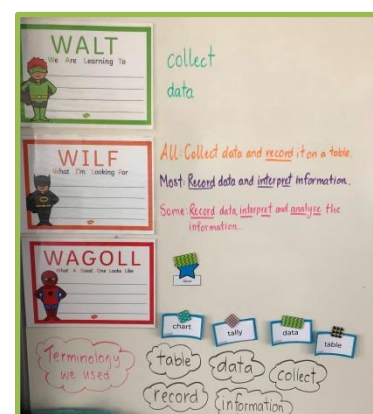 WALT
We Are Learning To
collect
data
WILF
What I'm Looking For
All: Collect data and record it on a table.
Most: Record data and interpret information.
Some: Record data, interpret and analyse the
information.
WAGOLL
What A Good One Looks Like
chart
tally
data
table
Terminology
we used
table
data
collect
record
information